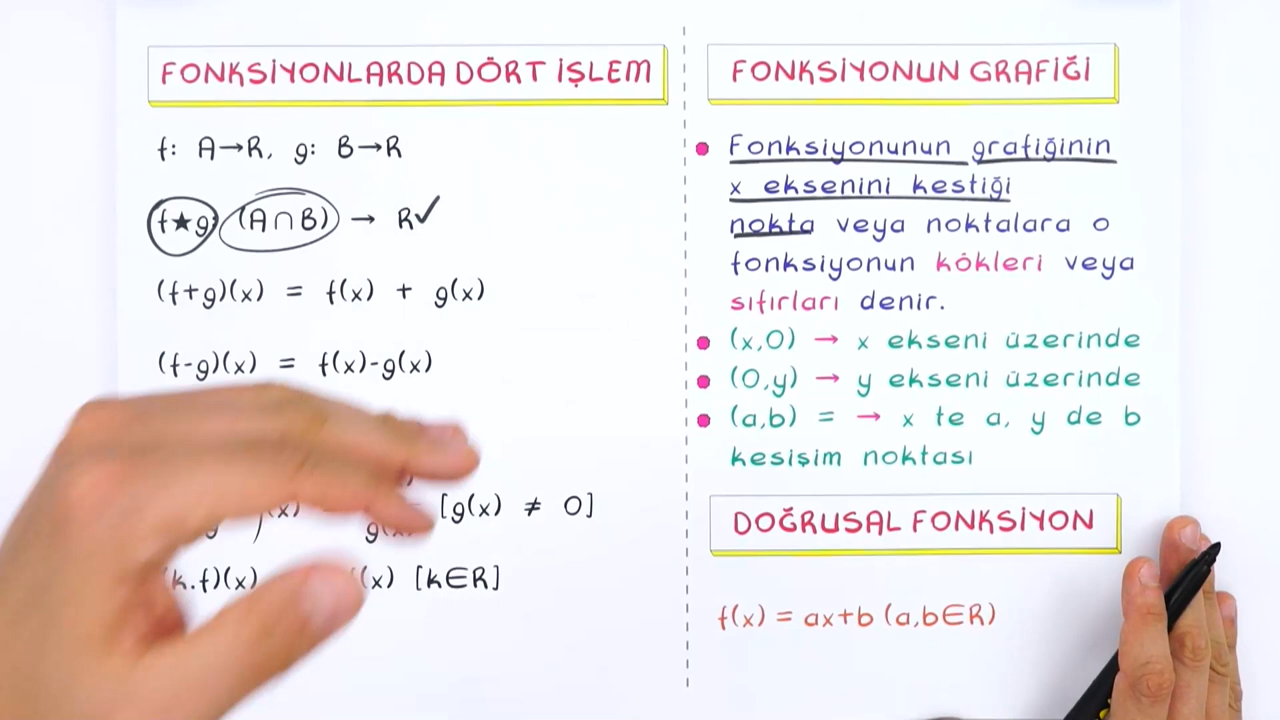 FONKSİYONLARDA DÖRT İŞLEM
f: A→R, g: B→R
f★g (A∩B) → R✓
(f+g)(x) = f(x) + g(x)
(f-g)(x) = f(x)-g(x)
[g(x) ≠ 0]
k.f)(x) (x) [k∈R]
FONKSİYONUN GRAFİĞİ
Fonksiyonunun grafiğinin
x eksenini kestiği
nokta veya noktalara o
fonksiyonun kökleri veya
sıfırları denir.
(x,0) → x ekseni üzerinde
(0,y) → y ekseni üzerinde
(a,b) = → x te a, y de b
kesişim noktası
DOĞRUSAL FONKSİYON
f(x) = ax+b (a,b∈R)